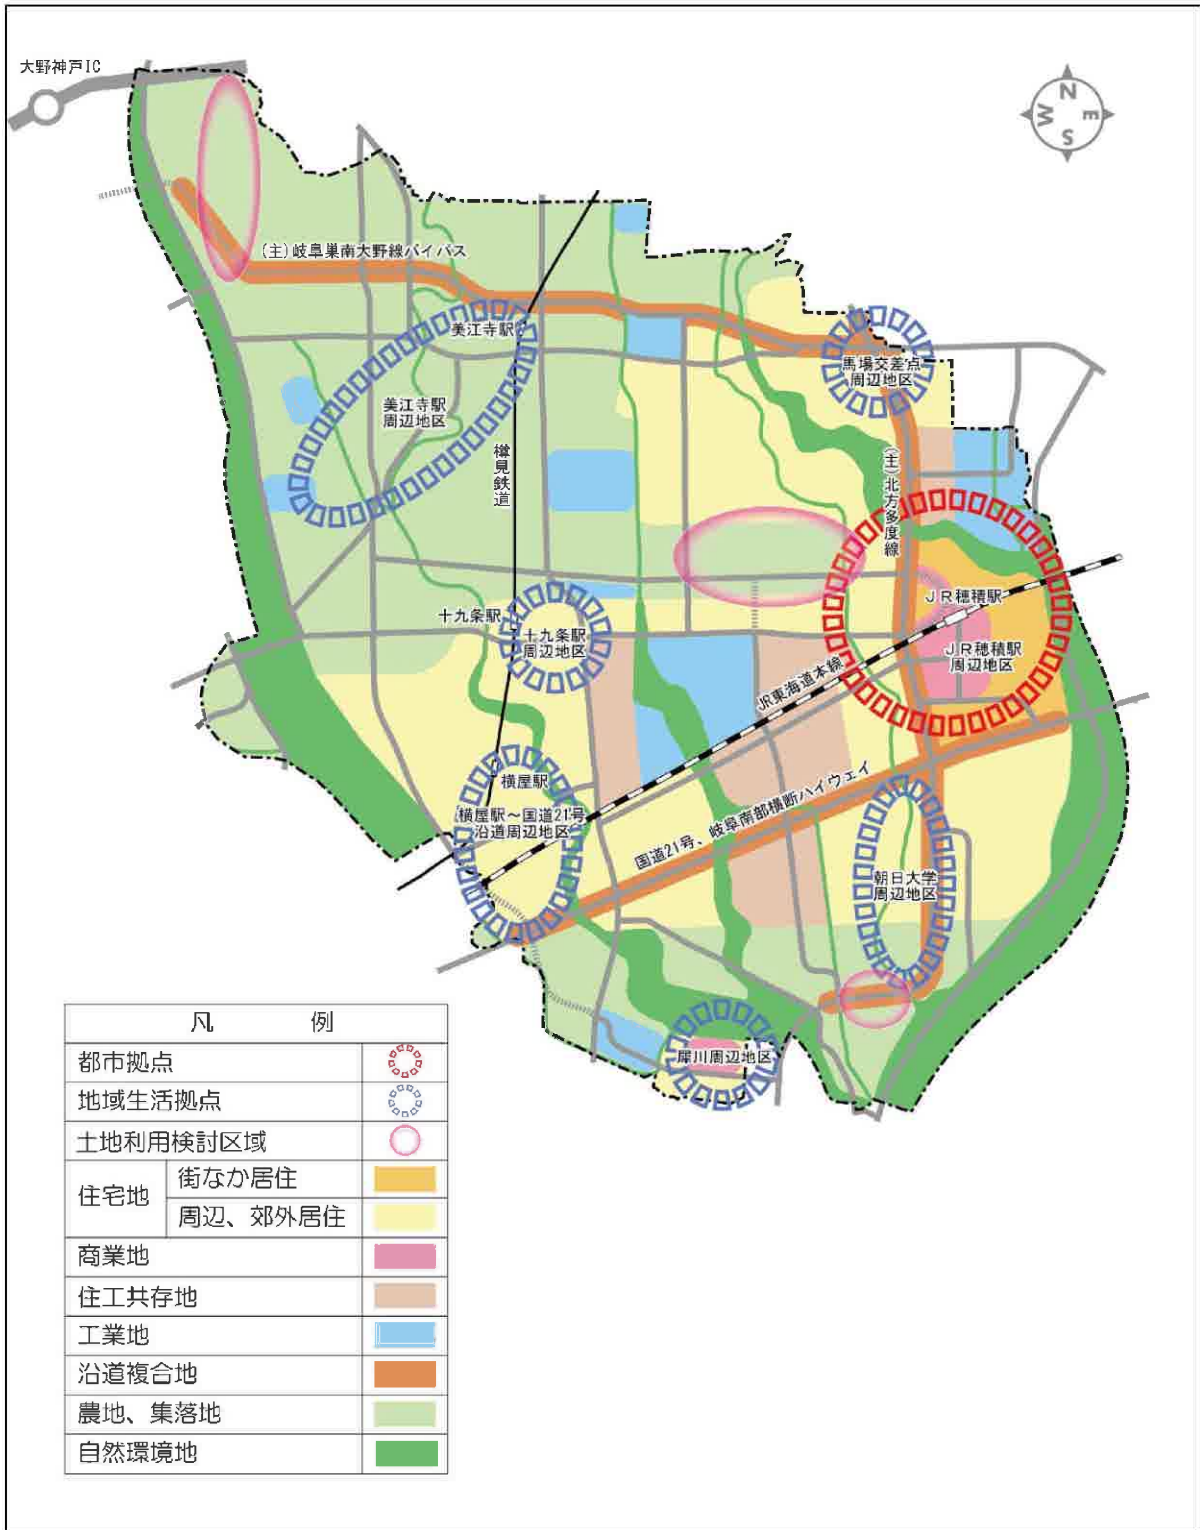 大野神戸IC
N
W
E
S
(主)岐阜巣南大野線バイパス
美江寺駅
馬場交差点
周辺地区
美江寺駅
周辺地区
樽見鉄道
(主)北方多度線
JR穂積駅
十九条駅
十九条駅
周辺地区
JR穂積駅
周辺地区
JR東海道本線
横屋駅
横屋駅～国道21号
沿道周辺地区
国道21号、岐阜南部横断ハイウェイ
朝日大学
周辺地区
犀川周辺地区
凡 例
都市拠点
地域生活拠点
土地利用検討区域
住宅地
街なか居住
周辺、郊外居住
商業地
住工共存地
工業地
沿道複合地
農地、集落地
自然環境地